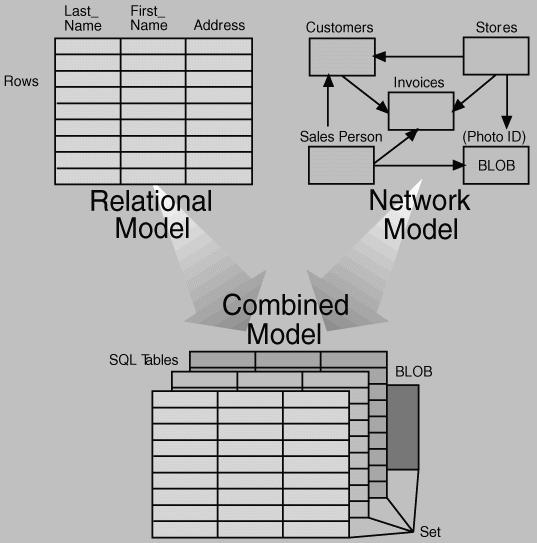 Last_
Name
First_
Name
Address
Rows
Relational
Model
Customers
Stores
Invoices
Sales Person
(Photo ID)
BLOB
Network
Model
Combined
Model
SQL Tables
BLOB
Set